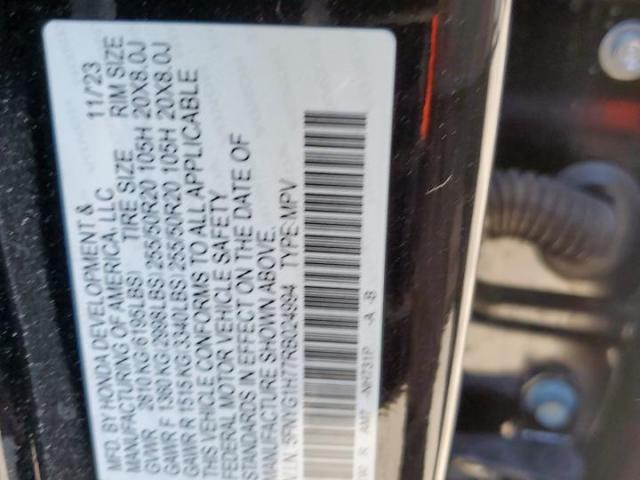 MFD. BY HONDA DEVELOPMENT & 11/23
MANUFACTURING OF AMERICA, LLC
GVWR 2810 KG(6195LBS) TIRE SIZE RIM SIZE
GAWR F 1360 KG(2998LBS) 255/50R20 105H 20X8.0J
GAWR R 1515 KG(3340LBS) 255/50R20 105H 20X8.0J
THIS VEHICLE CONFORMS TO ALL APPLICABLE
FEDERAL MOTOR VEHICLE SAFETY
STANDARDS IN EFFECT ON THE DATE OF
MANUFACTURE SHOWN ABOVE.
V.I.N. 5FNYG1H77RB024994 TYPE:MPV
-A -B